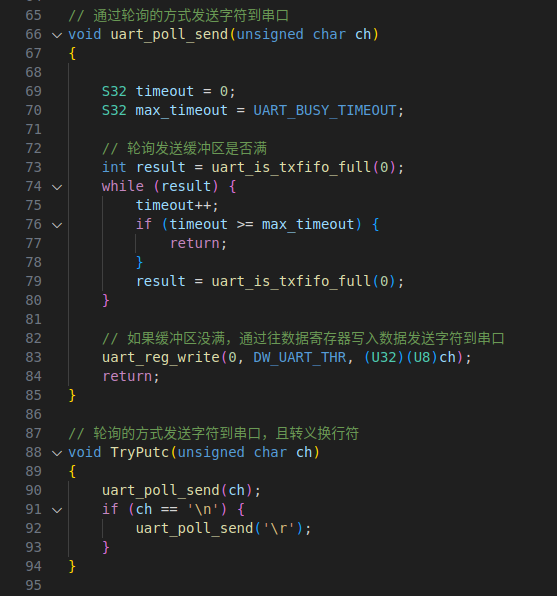 65 // 通过轮询的方式发送字符到串口
66 void uart_poll_send(unsigned char ch)
67 {
68
69     S32 timeout = 0;
70     S32 max_timeout = UART_BUSY_TIMEOUT;
71
72     // 轮询发送缓冲区是否满
73     int result = uart_is_txfifo_full(0);
74     while (result) {
75         timeout++;
76         if (timeout >= max_timeout) {
77             return;
78         }
79         result = uart_is_txfifo_full(0);
80     }
81
82     // 如果缓冲区没满，通过往数据寄存器写入数据发送字符到串口
83     uart_reg_write(0, DW_UART_THR, (U32)(U8)ch);
84     return;
85 }
86
87 // 轮询的方式发送字符到串口，且转义换行符
88 void TryPutc(unsigned char ch)
89 {
90     uart_poll_send(ch);
91     if (ch == '\n') {
92         uart_poll_send('\r');
93     }
94 }
95